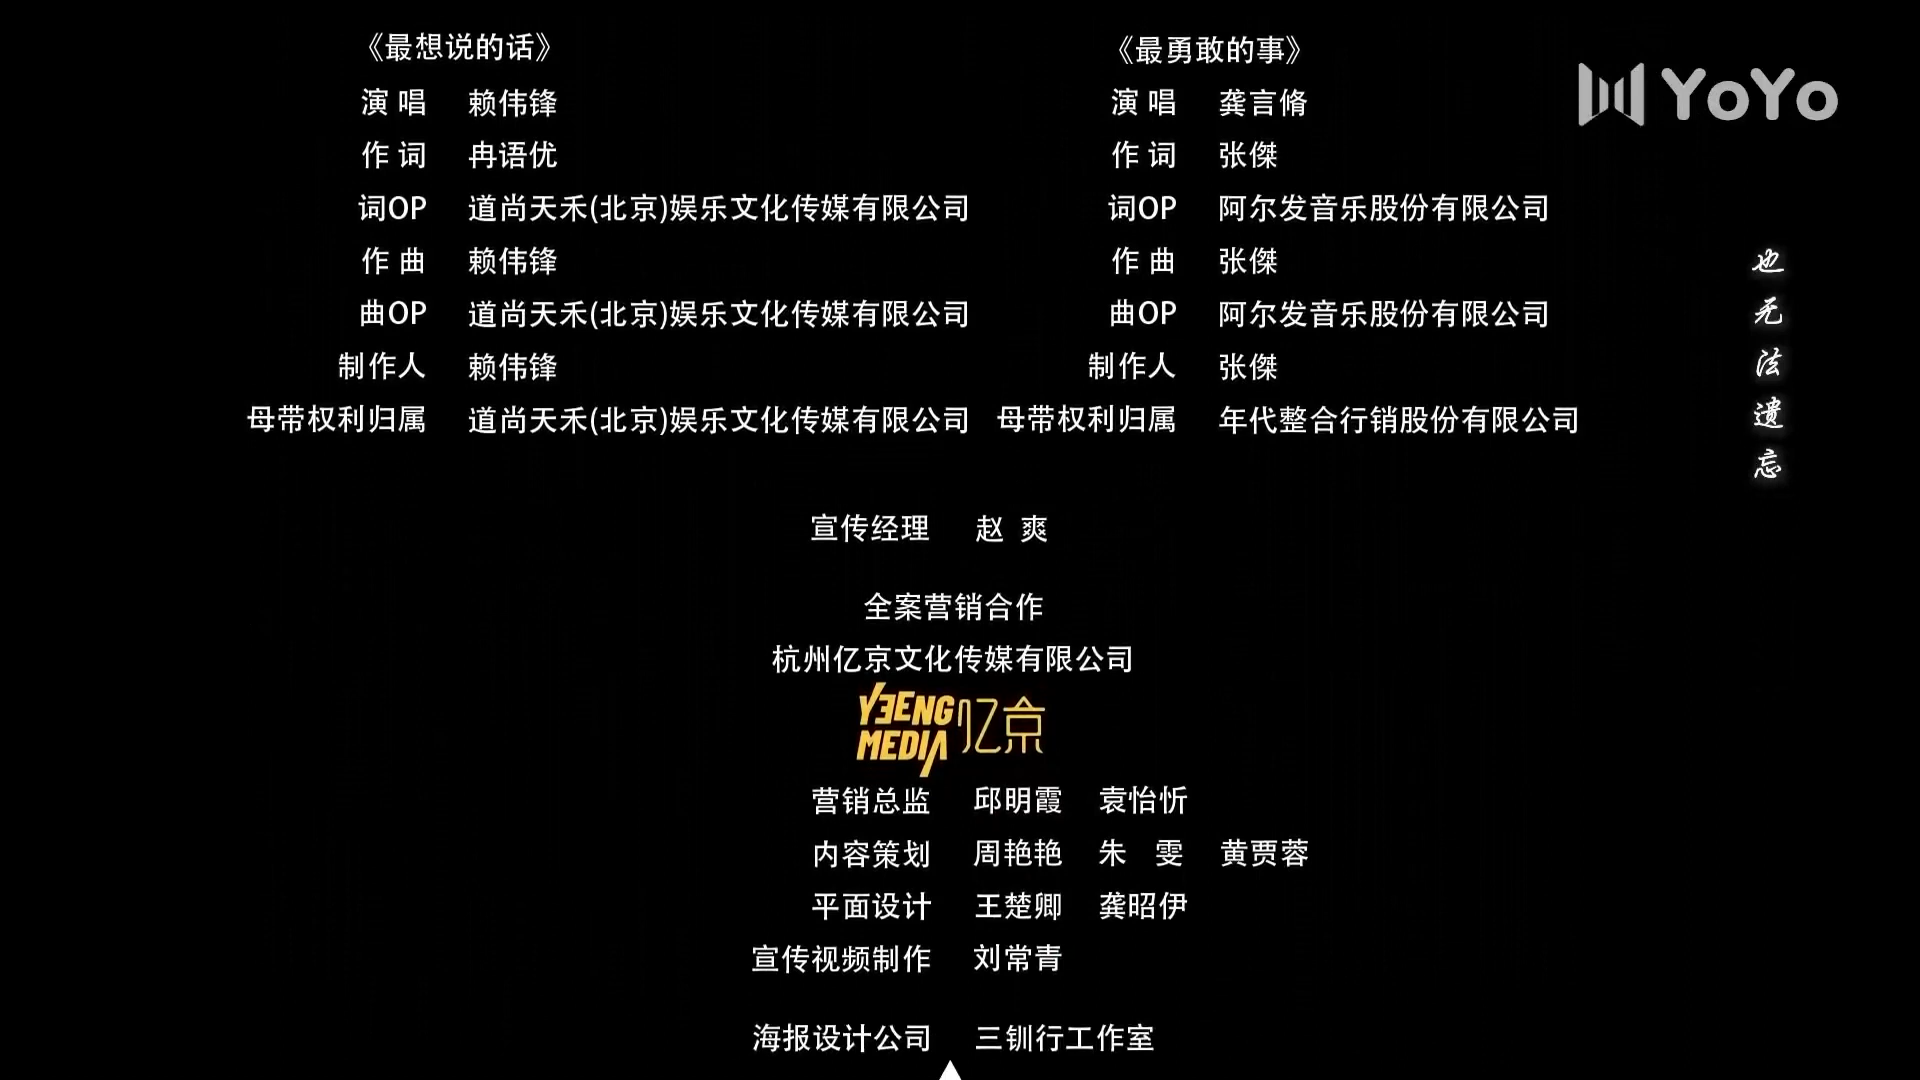 《最想说的话》
演 唱 赖伟锋
作 词 冉语优
词OP 道尚天禾(北京)娱乐文化传媒有限公司
作 曲 赖伟锋
曲OP 道尚天禾(北京)娱乐文化传媒有限公司
制作人 赖伟锋
母带权利归属 道尚天禾(北京)娱乐文化传媒有限公司
《最勇敢的事》
演 唱 龚言脩
作 词 张傑
词OP 阿尔发音乐股份有限公司
作 曲 张傑
曲OP 阿尔发音乐股份有限公司
制作人 张傑
母带权利归属 年代整合行销股份有限公司
YoYo
也无法遗忘
宣传经理 赵 爽
全案营销合作
杭州亿京文化传媒有限公司
YEENG
MEDIA
亿京
营销总监 邱明霞 袁怡忻
内容策划 周艳艳 朱 雯 黄贾蓉
平面设计 王楚卿 龚昭伊
宣传视频制作 刘常青
海报设计公司 三钏行工作室